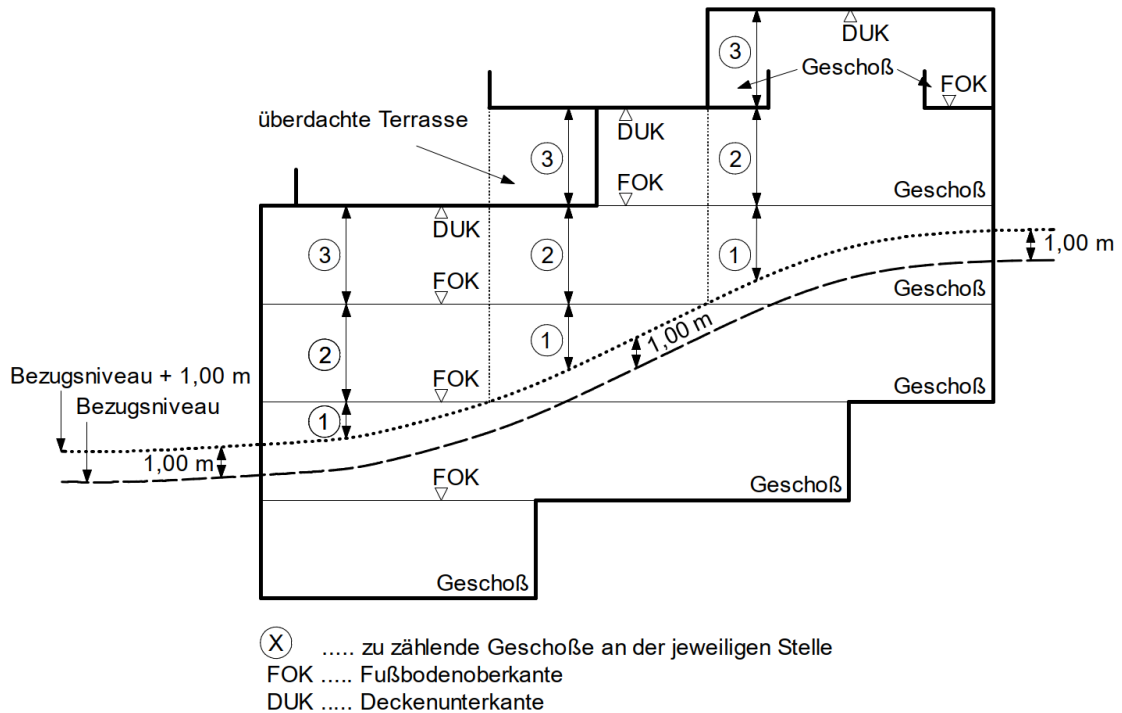 DUK
3
Geschoß
FOK
überdachte Terrasse
3
DUK
2
FOK
Geschoß
DUK
3
2
1
1,00 m
FOK
Geschoß
1
1,00 m
2
Bezugsniveau + 1,00 m
Bezugsniveau
FOK
Geschoß
1
1,00 m
FOK
Geschoß
Geschoß
X ..... zu zählende Geschoße an der jeweiligen Stelle
FOK ..... Fußbodenoberkante
DUK ..... Deckenunterkante